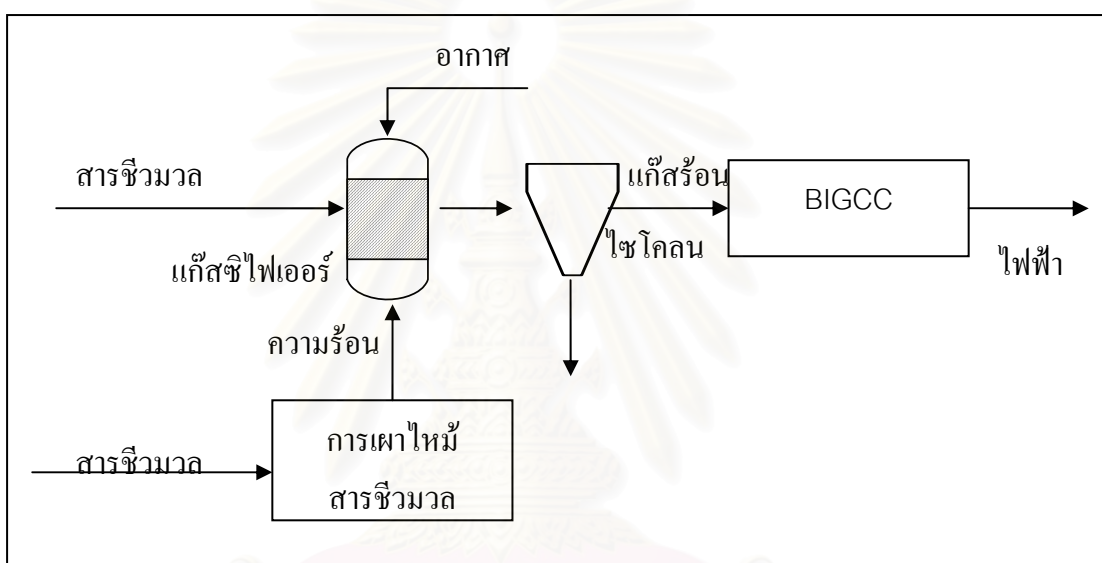 อากาศ
สารชีวมวล
แก๊สร้อน
BIGCC
ไซโคลน
ไฟฟ้า
แก๊สซิไฟเออร์
ความร้อน
การเผาไหม้
สารชีวมวล
สารชีวมวล